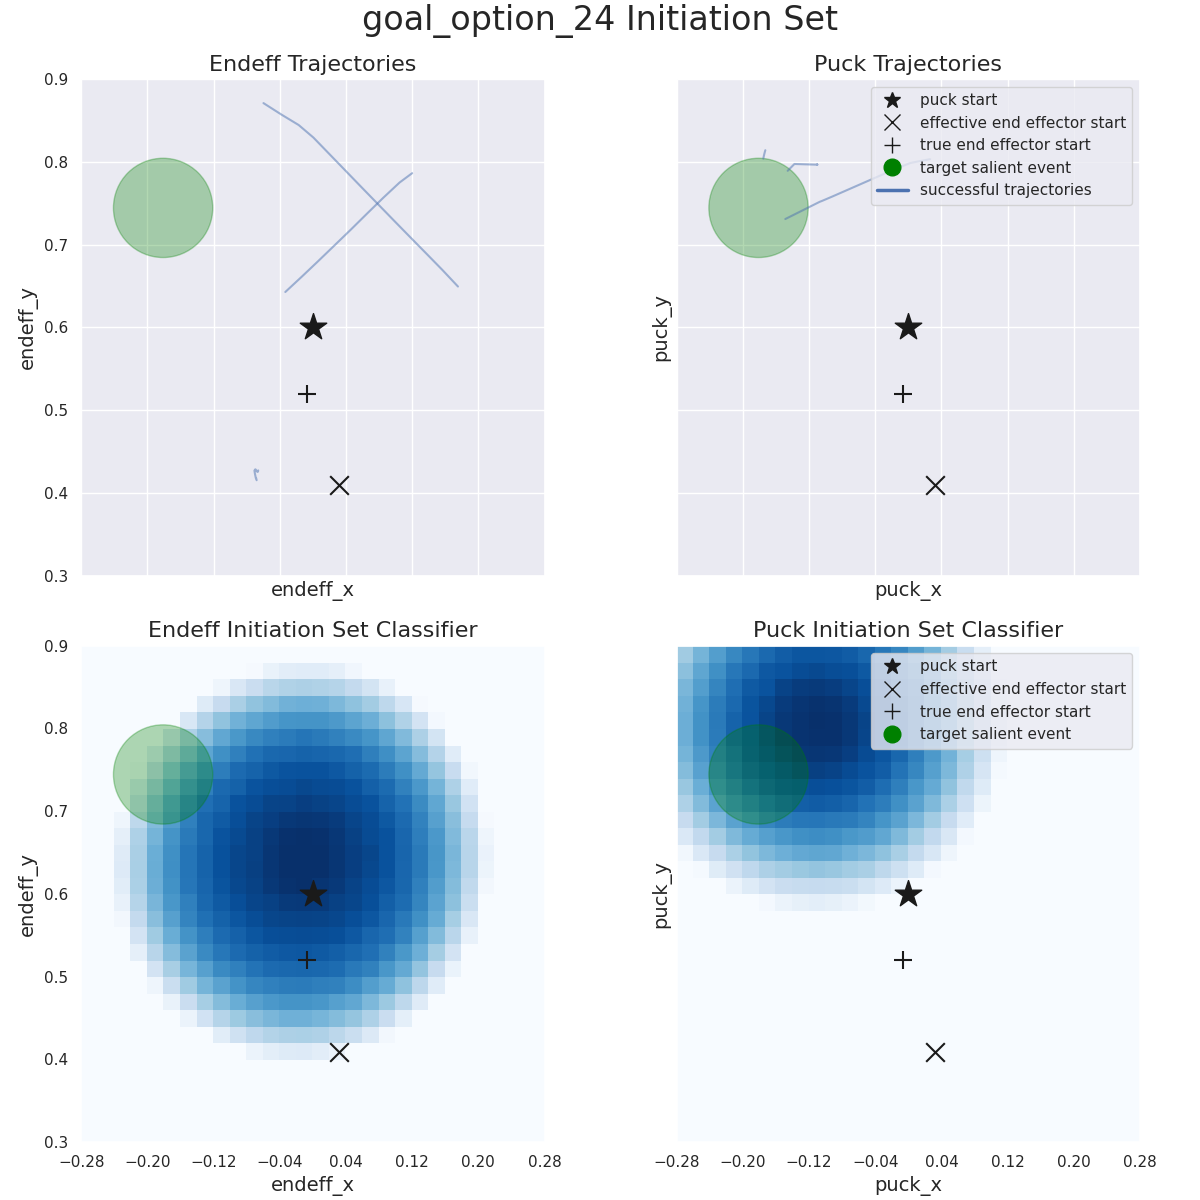 goal_option_24 Initiation Set
Endeff Trajectories
0.9
0.8
0.7
0.6
0.5
0.4
0.3
endeff_y
endeff_x
Puck Trajectories
puck start
effective end effector start
true end effector start
target salient event
successful trajectories
puck_y
puck_x
Endeff Initiation Set Classifier
0.9
0.8
0.7
0.6
0.5
0.4
0.3
endeff_y
−0.28 −0.20 −0.12 −0.04 0.04 0.12 0.20 0.28
endeff_x
Puck Initiation Set Classifier
puck start
effective end effector start
true end effector start
target salient event
puck_y
−0.28 −0.20 −0.12 −0.04 0.04 0.12 0.20 0.28
puck_x